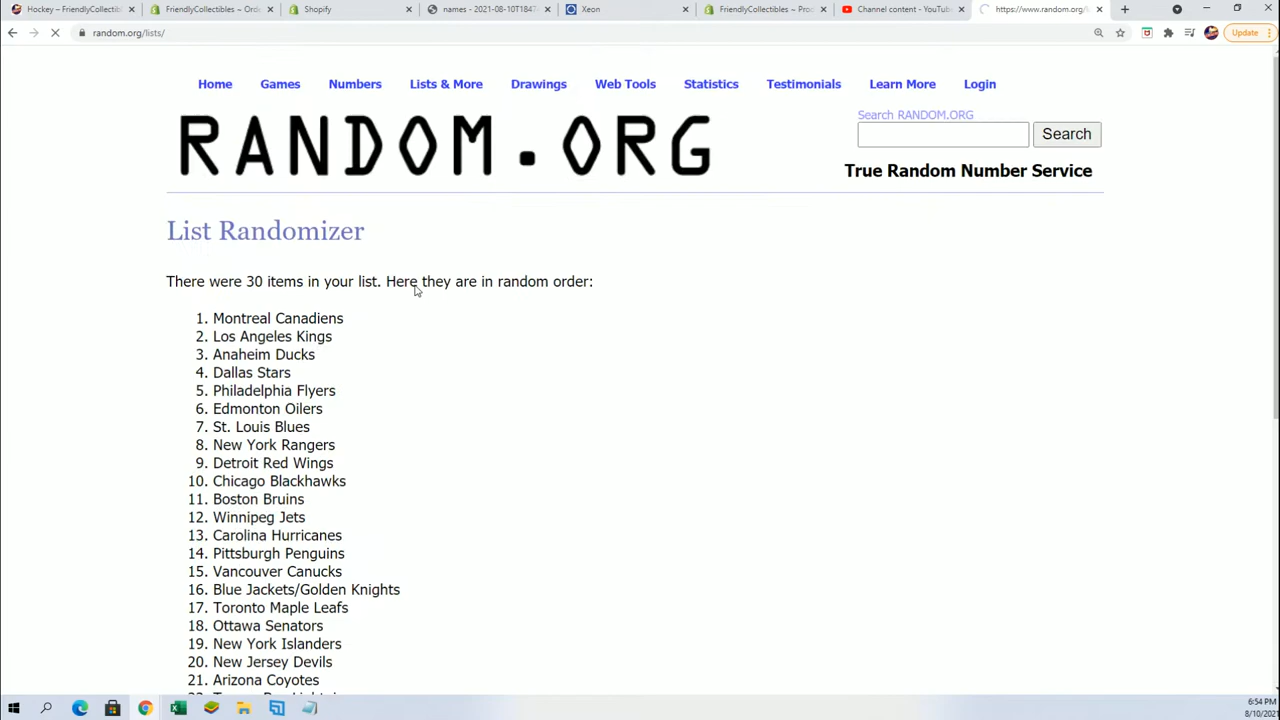 Hockey – FriendlyCollectibl
FriendlyCollectibles ~ Orde
Shopify
names - 2021-08-10T1847
Xeon
FriendlyCollectibles ~ Prod
Channel content - YouTube
https://www.random.org/l
random.org/lists/
Update
Home Games Numbers Lists & More Drawings Web Tools Statistics Testimonials Learn More Login
RANDOM.ORG
Search RANDOM.ORG
Search
True Random Number Service
List Randomizer
There were 30 items in your list. Here they are in random order:
1. Montreal Canadiens
2. Los Angeles Kings
3. Anaheim Ducks
4. Dallas Stars
5. Philadelphia Flyers
6. Edmonton Oilers
7. St. Louis Blues
8. New York Rangers
9. Detroit Red Wings
10. Chicago Blackhawks
11. Boston Bruins
12. Winnipeg Jets
13. Carolina Hurricanes
14. Pittsburgh Penguins
15. Vancouver Canucks
16. Blue Jackets/Golden Knights
17. Toronto Maple Leafs
18. Ottawa Senators
19. New York Islanders
20. New Jersey Devils
21. Arizona Coyotes
6:54 PM
8/10/2021